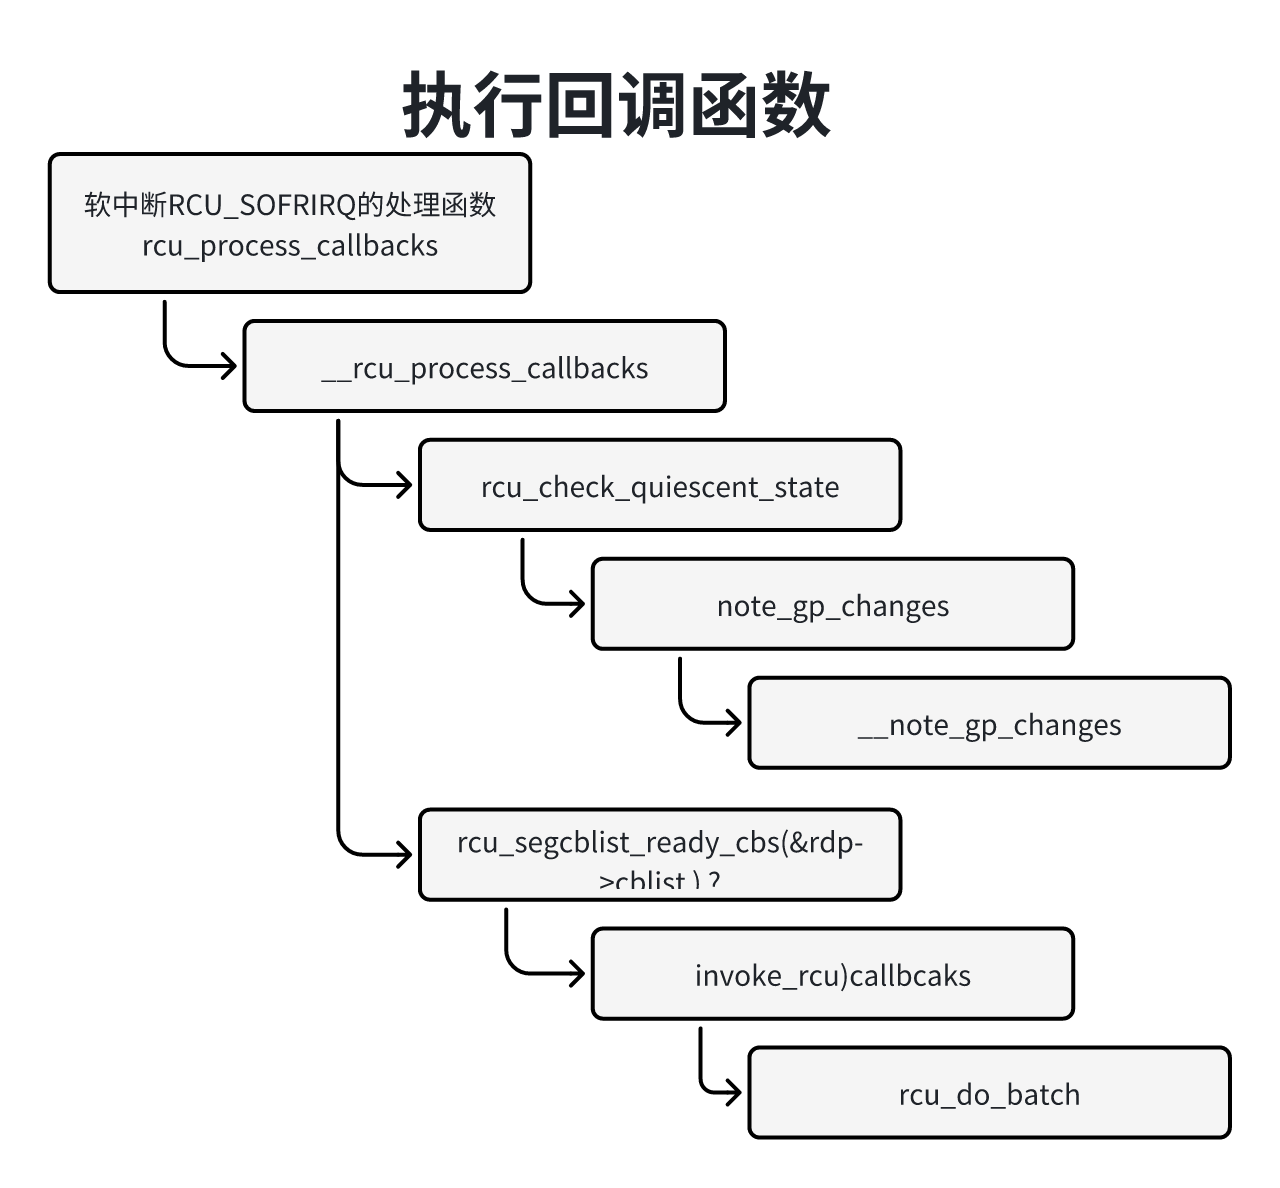 执行回调函数
软中断RCU_SOFRIRQ的处理函数
rcu_process_callbacks
__rcu_process_callbacks
rcu_check_quiescent_state
note_gp_changes
__note_gp_changes
rcu_segcblist_ready_cbs(&rdp-
>cblist ) ?
invoke_rcu)callbcaks
rcu_do_batch